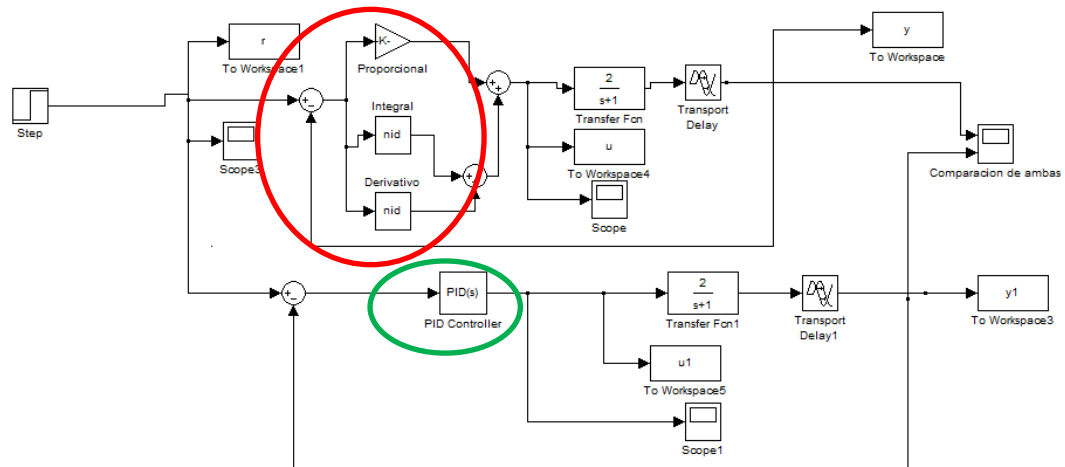 r
To Workspace1
-K-
Proporcional
y
To Workspace
Step
Scope3
Integral
nid
Derivativo
nid
2
s+1
Transfer Fcn
Transport
Delay
u
To Workspace4
Scope
Comparacion de ambas
PID(s)
PID Controller
2
s+1
Transfer Fcn1
Transport
Delay1
y1
To Workspace3
u1
To Workspace5
Scope1